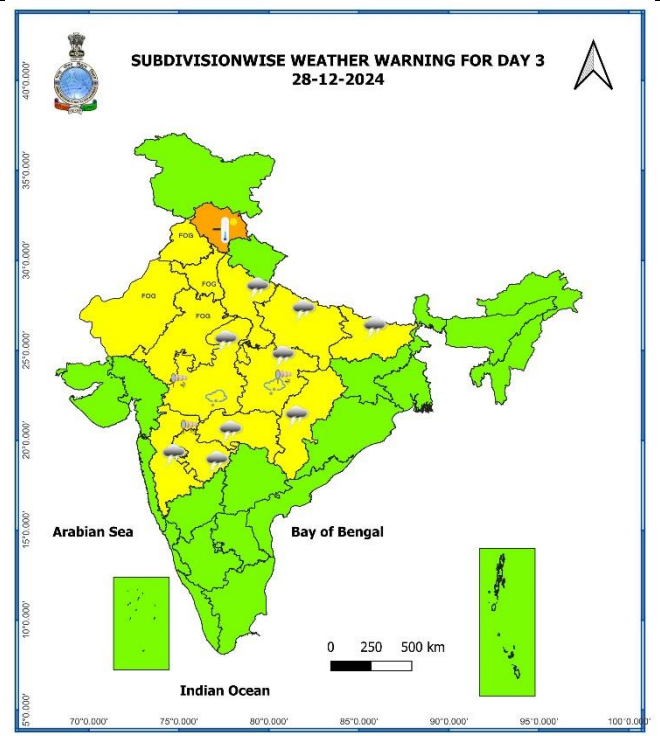 SUBDIVISIONWISE WEATHER WARNING FOR DAY 3
28-12-2024
40°0.000'
35°0.000'
30°0.000'
25°0.000'
20°0.000'
15°0.000'
10°0.000'
5°0.000'
FOG
FOG
FOG
FOG
Arabian Sea
Bay of Bengal
0 250 500 km
Indian Ocean
70°0.000' 75°0.000' 80°0.000' 85°0.000' 90°0.000' 95°0.000' 100°0.000'